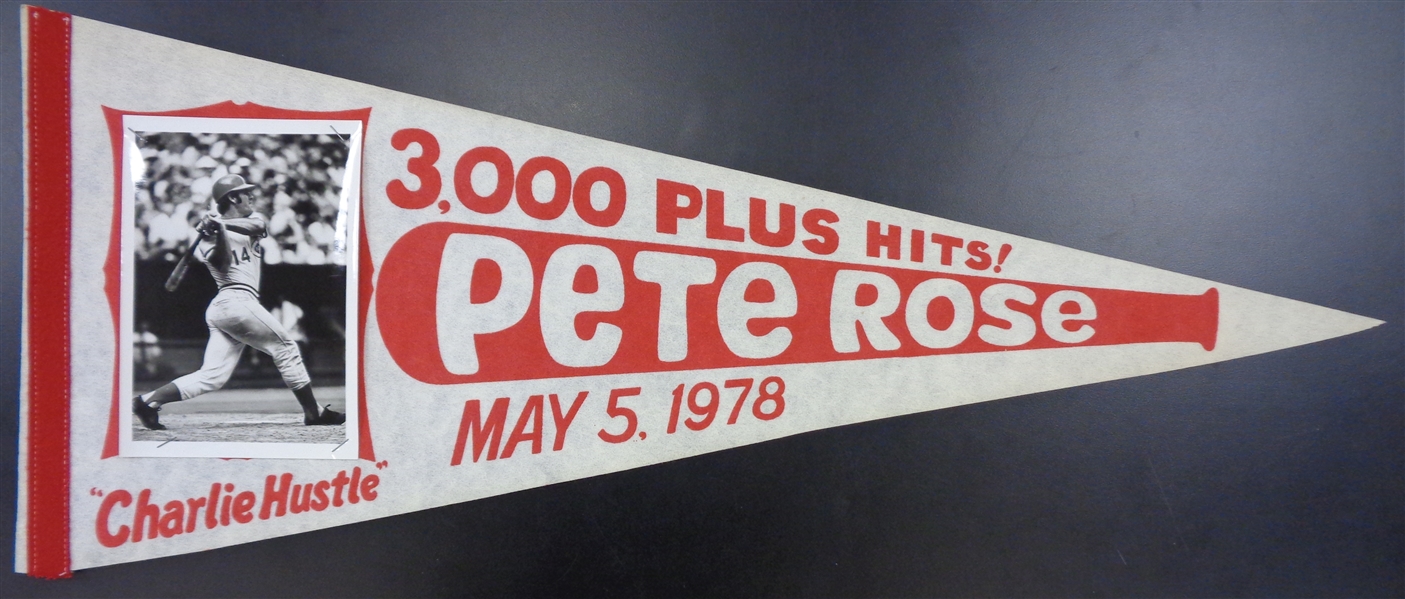 3,000 PLUS HITS!
PETE ROSE
MAY 5, 1978
"Charlie Hustle"
14